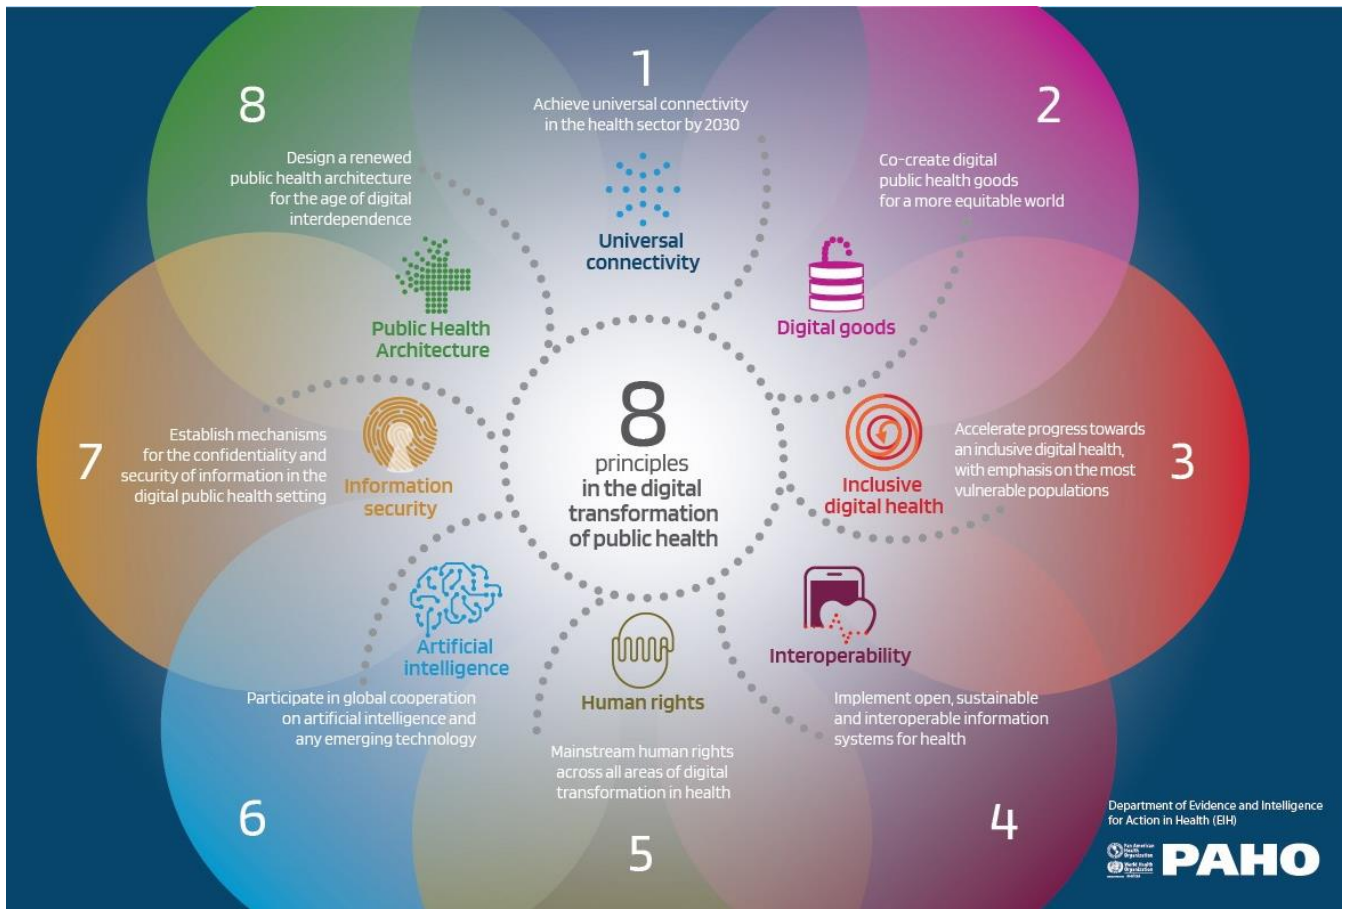 8
principles
in the digital
transformation
of public health
1
Achieve universal connectivity
in the health sector by 2030
Universal
connectivity
2
Co-create digital
public health goods
for a more equitable world
Digital goods
3
Accelerate progress towards
an inclusive digital health,
with emphasis on the most
vulnerable populations
Inclusive
digital health
4
Interoperability
Implement open, sustainable
and interoperable information
systems for health
5
Human rights
Mainstream human rights
across all areas of digital
transformation in health
6
Artificial
intelligence
Participate in global cooperation
on artificial intelligence and
any emerging technology
7
Establish mechanisms
for the confidentiality and
security of information in the
digital public health setting
Information
security
8
Design a renewed
public health architecture
for the age of digital
interdependence
Public Health
Architecture
Department of Evidence and Intelligence
for Action in Health (EIH)
Pan American
Health
Organization
World Health
Organization
PAHO